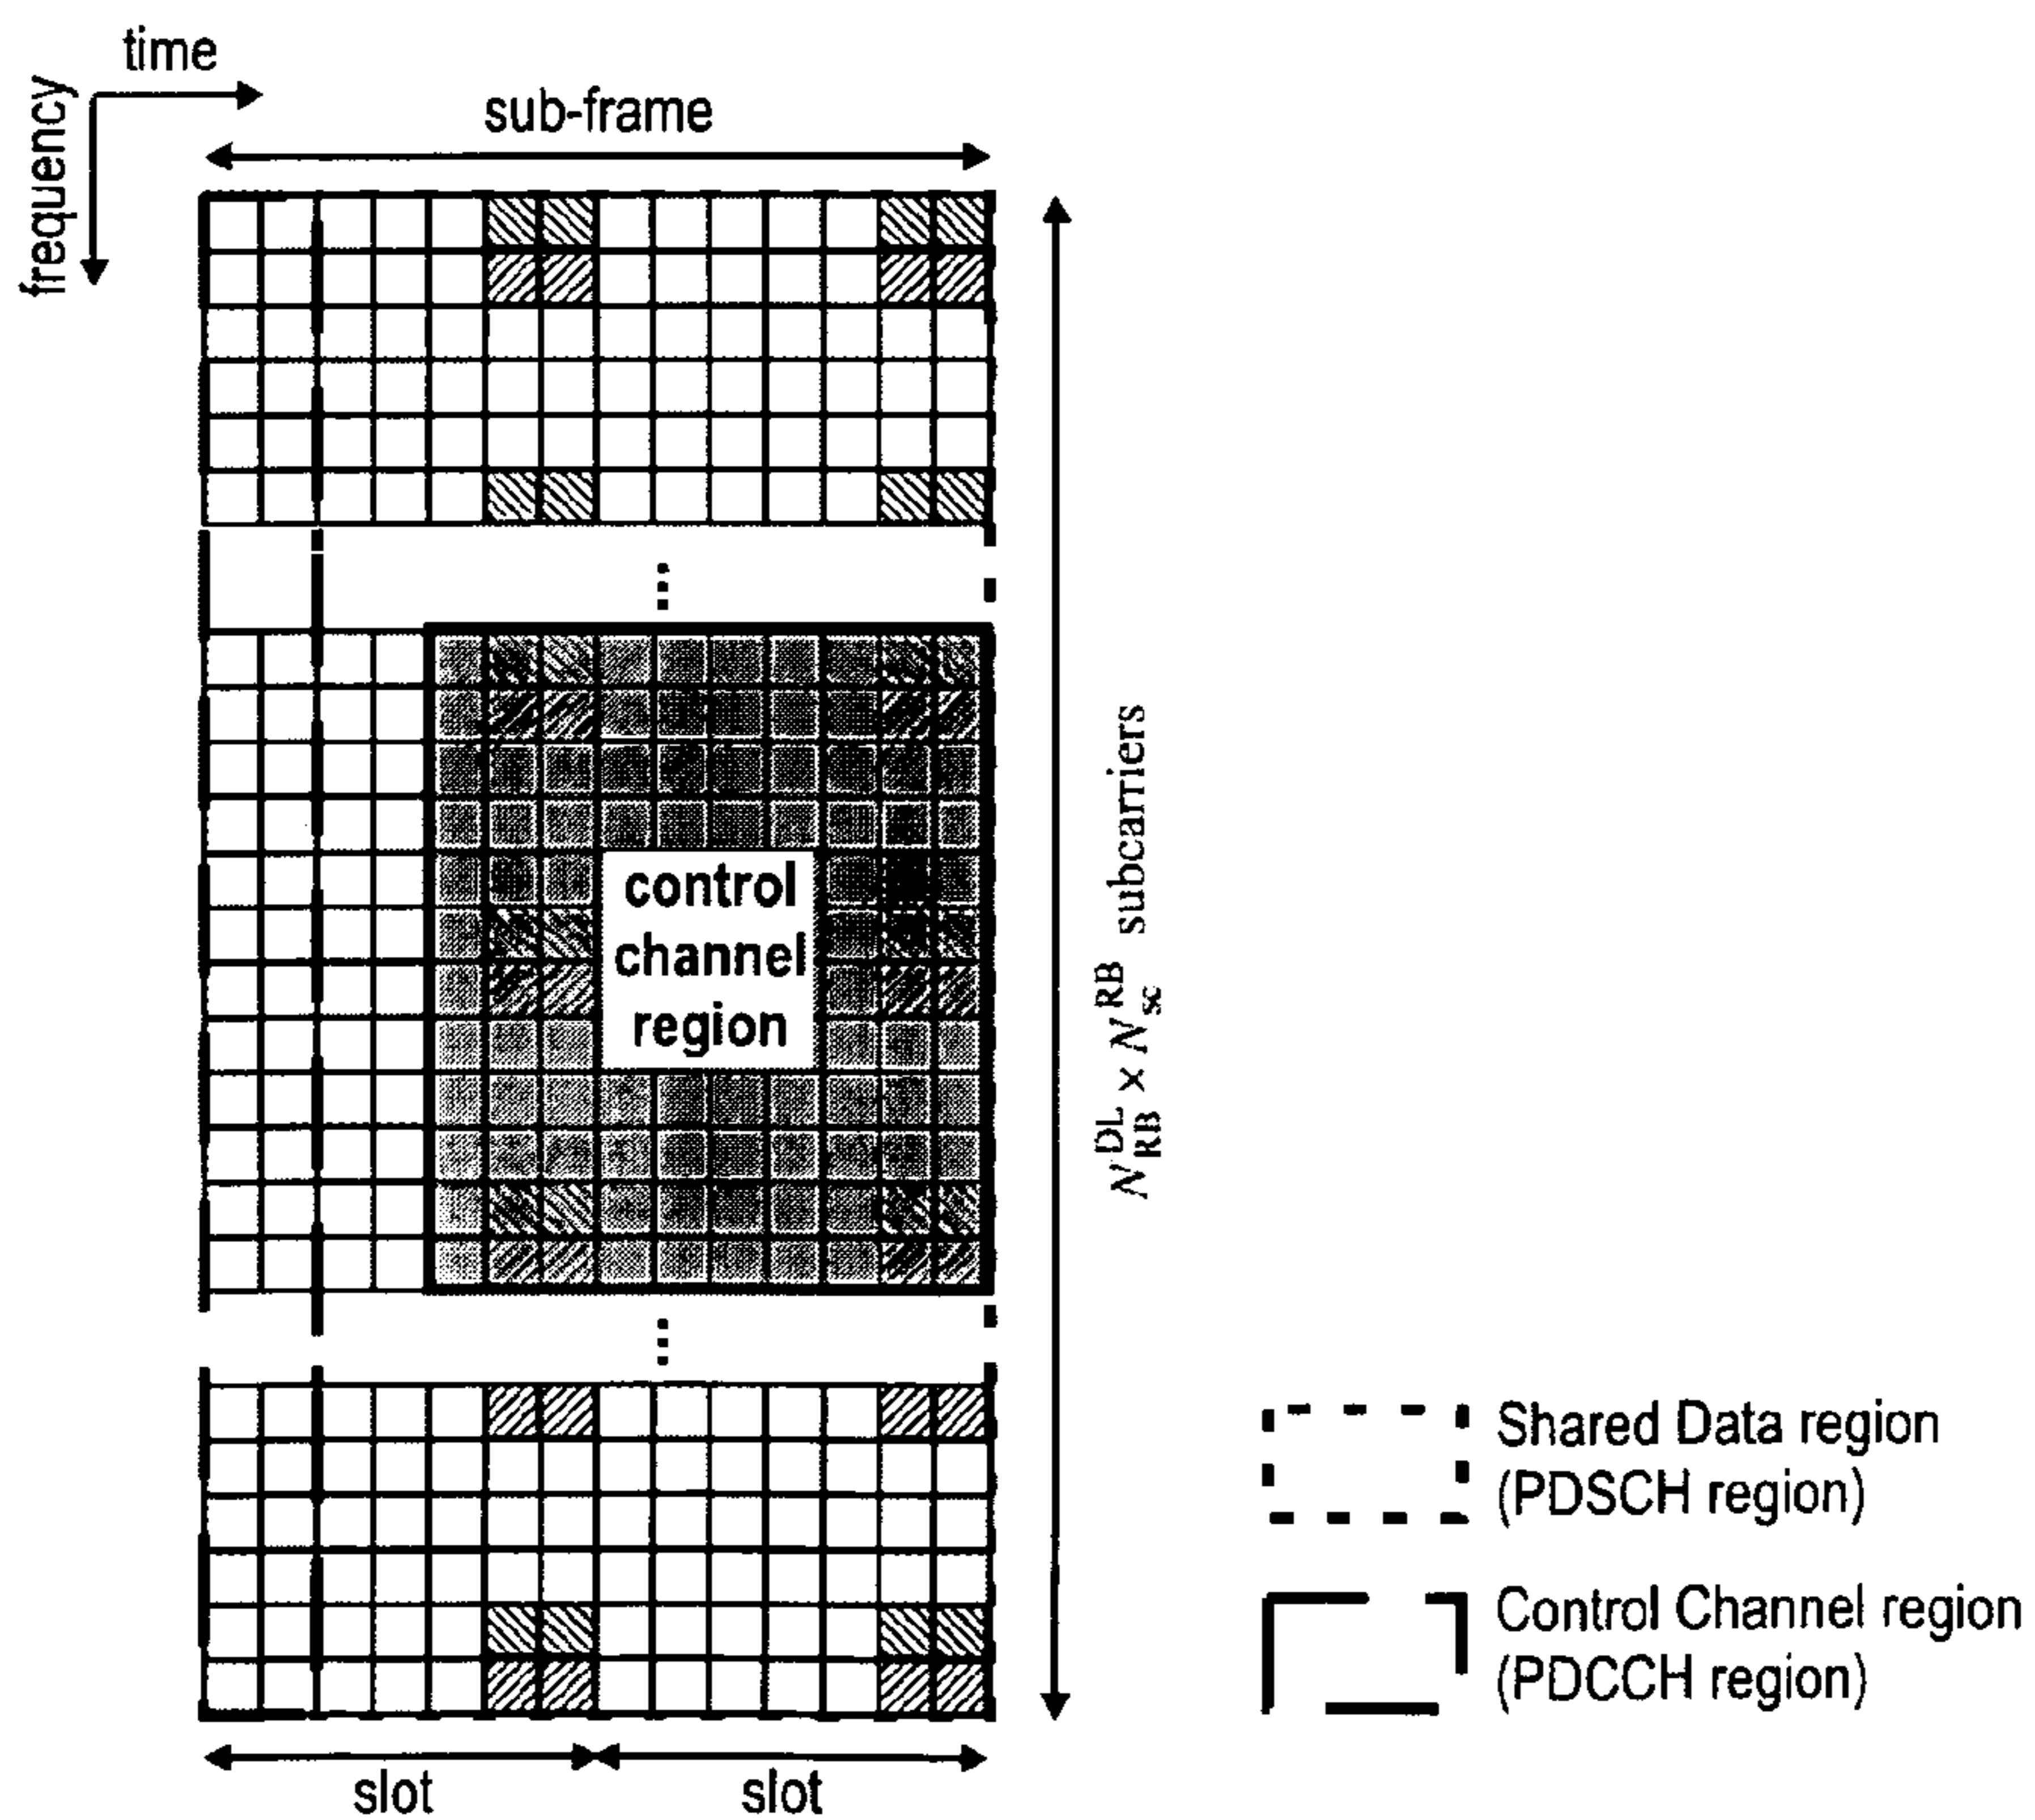 time
frequency
sub-frame
control
channel
region
N_RB^DL × N_sc^RB subcarriers
Shared Data region
(PDSCH region)
Control Channel region
(PDCCH region)
slot
slot